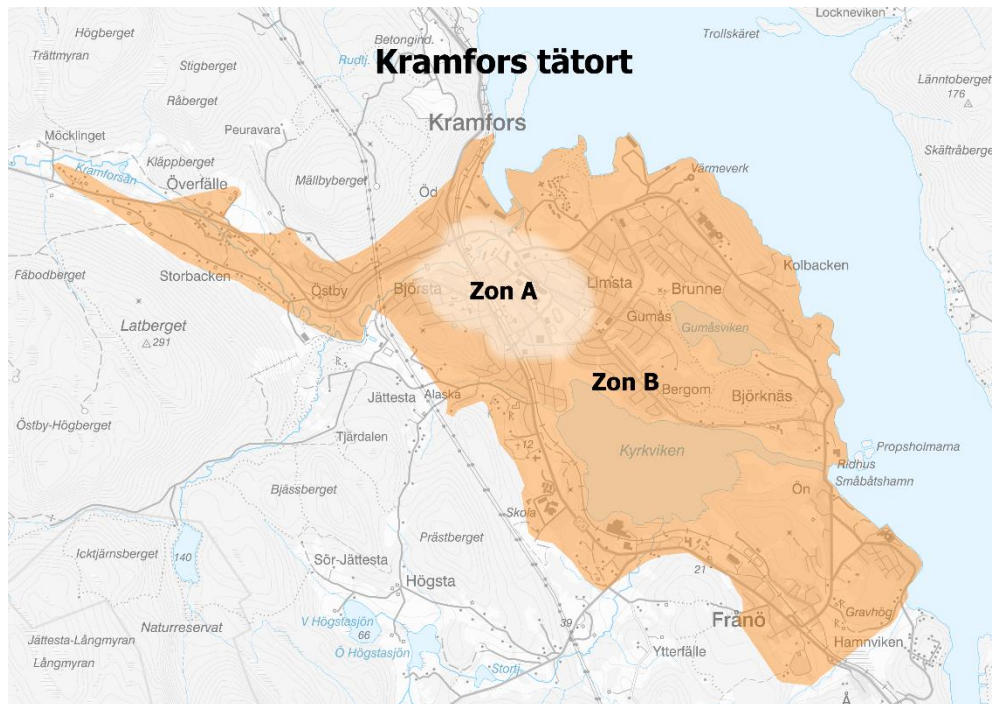 Lockneviken
Högberget
Trollskäret
Betongind.
Trättmyran
Rudtj.
Kramfors tätort
Stigberget
Länntoberget
176
Råberget
Kramfors
Möcklinget
Peuravara
Skäftråberget
Kläppberget
Värmeverk
Kramforsån
Överfälle
Mällbyberget
Öd
Kolbacken
Fäbodberget
Storbacken
Östby
Björsta
Zon A
Limsta
Brunne
Gumås
Latberget
291
Gumåsviken
Zon B
Bergom
Björknäs
Jättesta
Alaska
Östby-Högberget
Tjärdalen
12
Kyrkviken
Propsholmarna
Ridhus
Småbåtshamn
Bjässberget
Ön
Skola
Icktjärnsberget
140
Prästberget
Sör-Jättesta
Högsta
21
V Högstasjön
66
Naturreservat
39
Frånö
Gravhög
Jättesta-Långmyran
Ö Högstasjön
Ytterfälle
Hamnviken
Långmyran
Stortj.